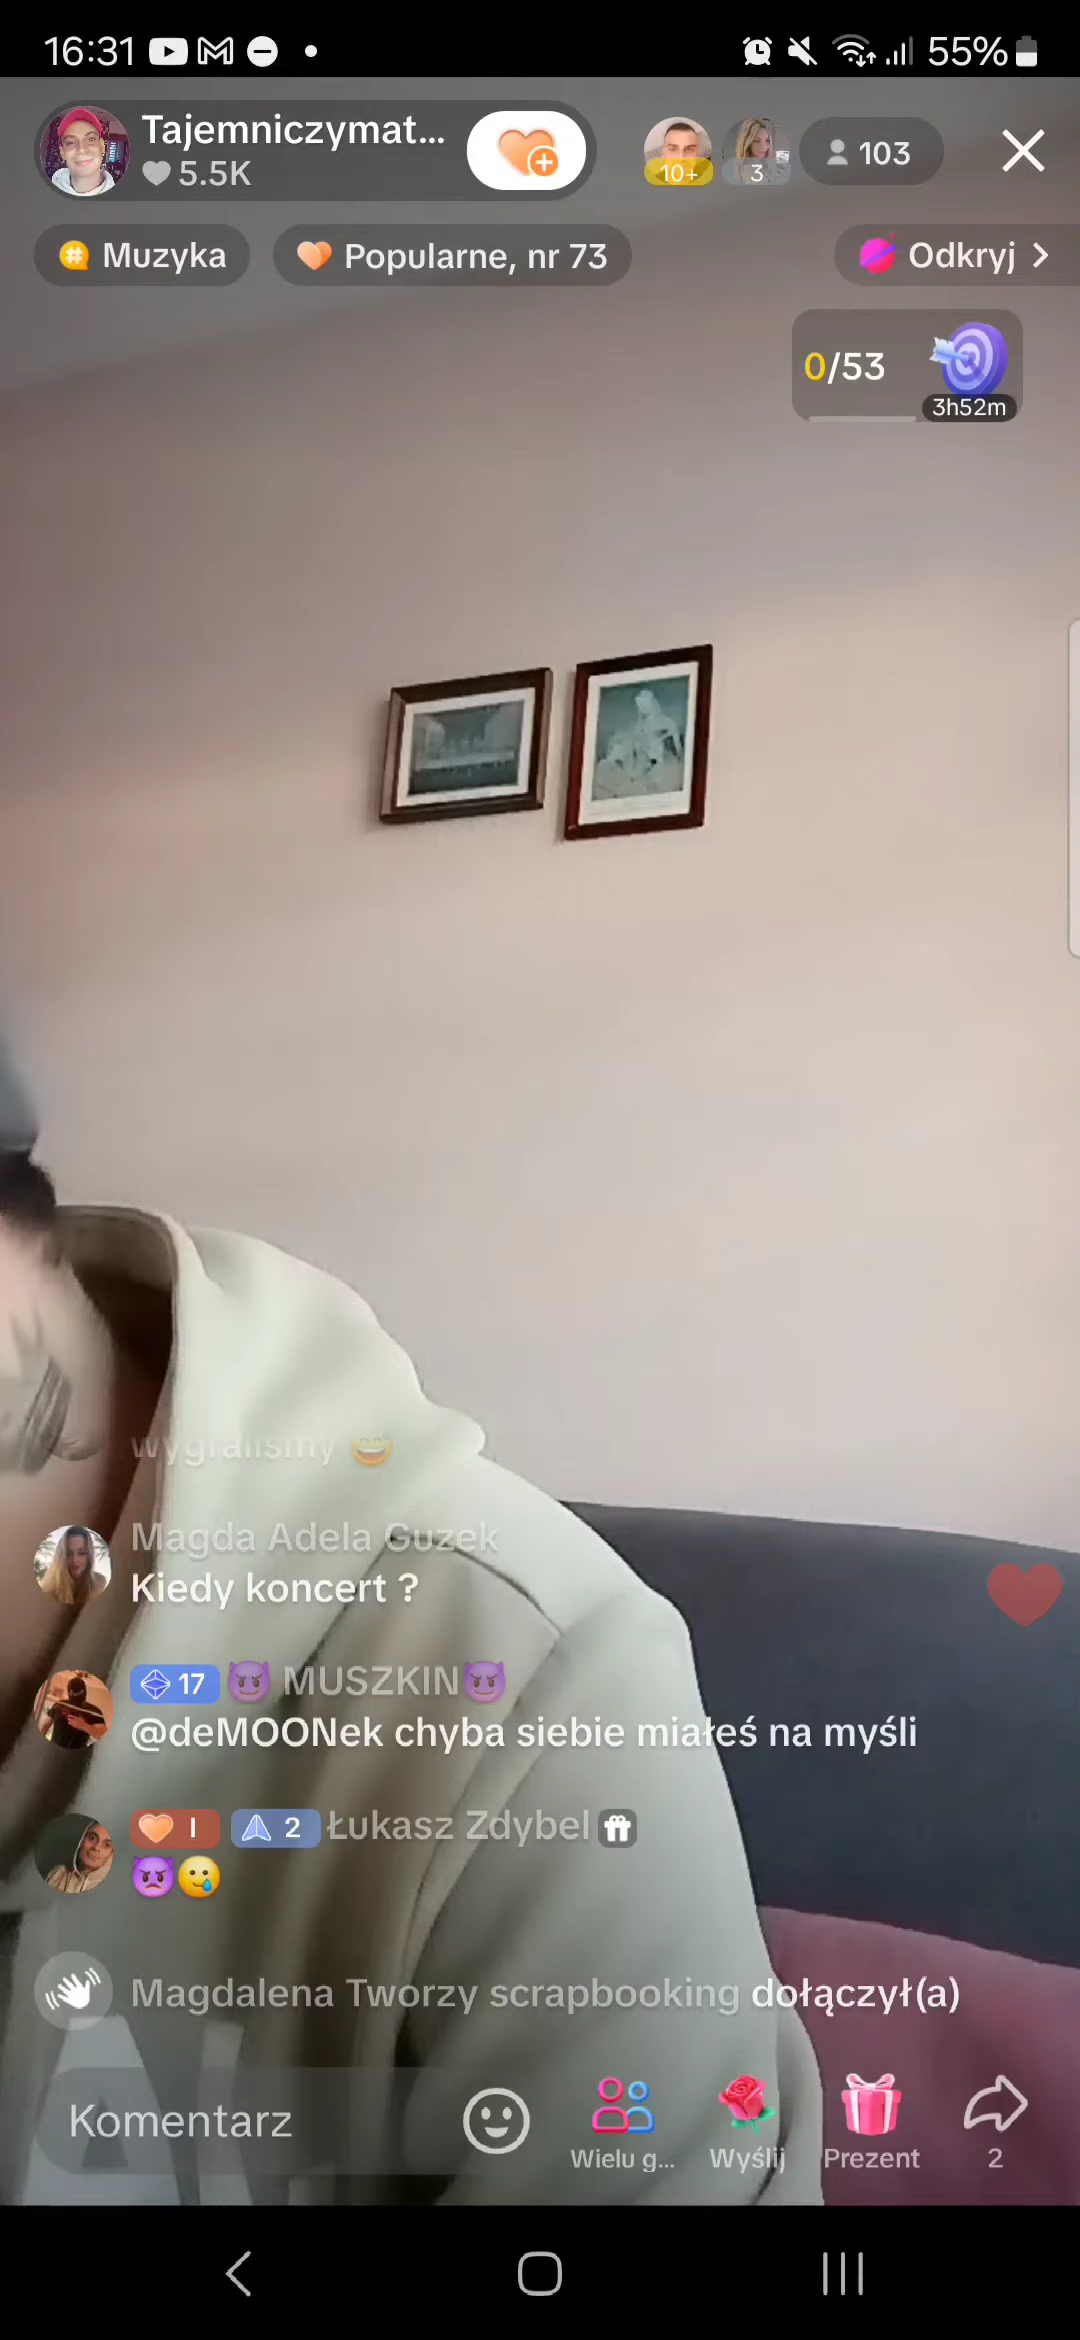 16:31
55%
Tajemniczymat...
5.5K
10+
3
103
Muzyka
Popularne, nr 73
Odkryj >
0/53
3h52m
wygraliśmy 😅
Magda Adela Guzek
Kiedy koncert ?
17 😈 MUSZKIN😈
@deMOONek chyba siebie miałeś na myśli
I 2 Łukasz Zdybel
👿🥲
Magdalena Tworzy scrapbooking dołączył(a)
Komentarz
Wielu g...
Wyślij
Prezent
2